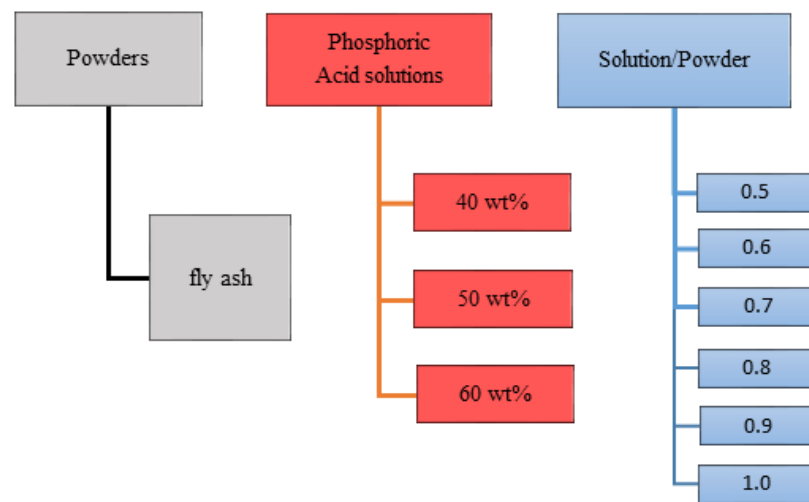 Powders
fly ash
Phosphoric
Acid solutions
40 wt%
50 wt%
60 wt%
Solution/Powder
0.5
0.6
0.7
0.8
0.9
1.0